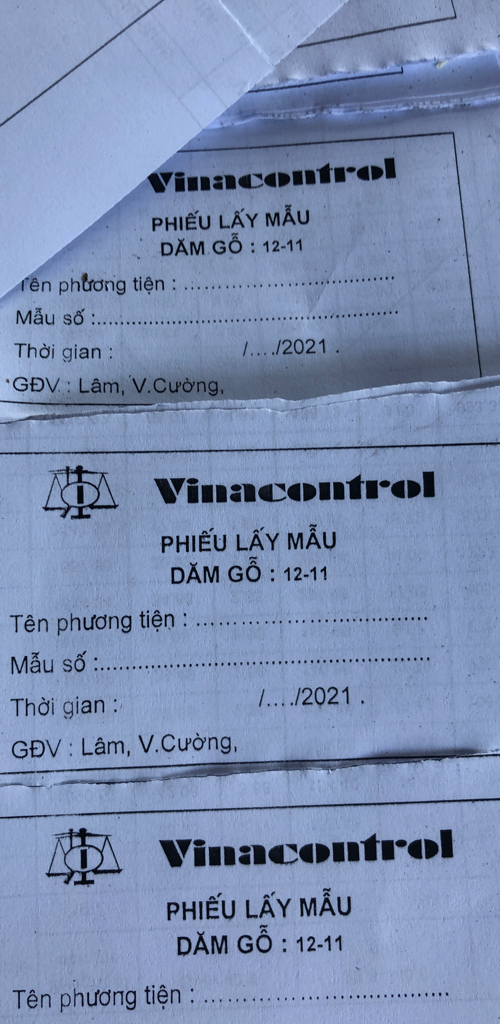 Vinacontrol
PHIẾU LẤY MẪU
DĂM GỖ : 12-11
Tên phương tiện : ........................................
Mẫu số :..........................................................
Thời gian : /..../2021 .
GĐV : Lâm, V.Cường,
Vinacontrol
PHIẾU LẤY MẪU
DĂM GỖ : 12-11
Tên phương tiện : ........................................
Mẫu số :..........................................................
Thời gian : /..../2021 .
GĐV : Lâm, V.Cường,
Vinacontrol
PHIẾU LẤY MẪU
DĂM GỖ : 12-11
Tên phương tiện : ........................................